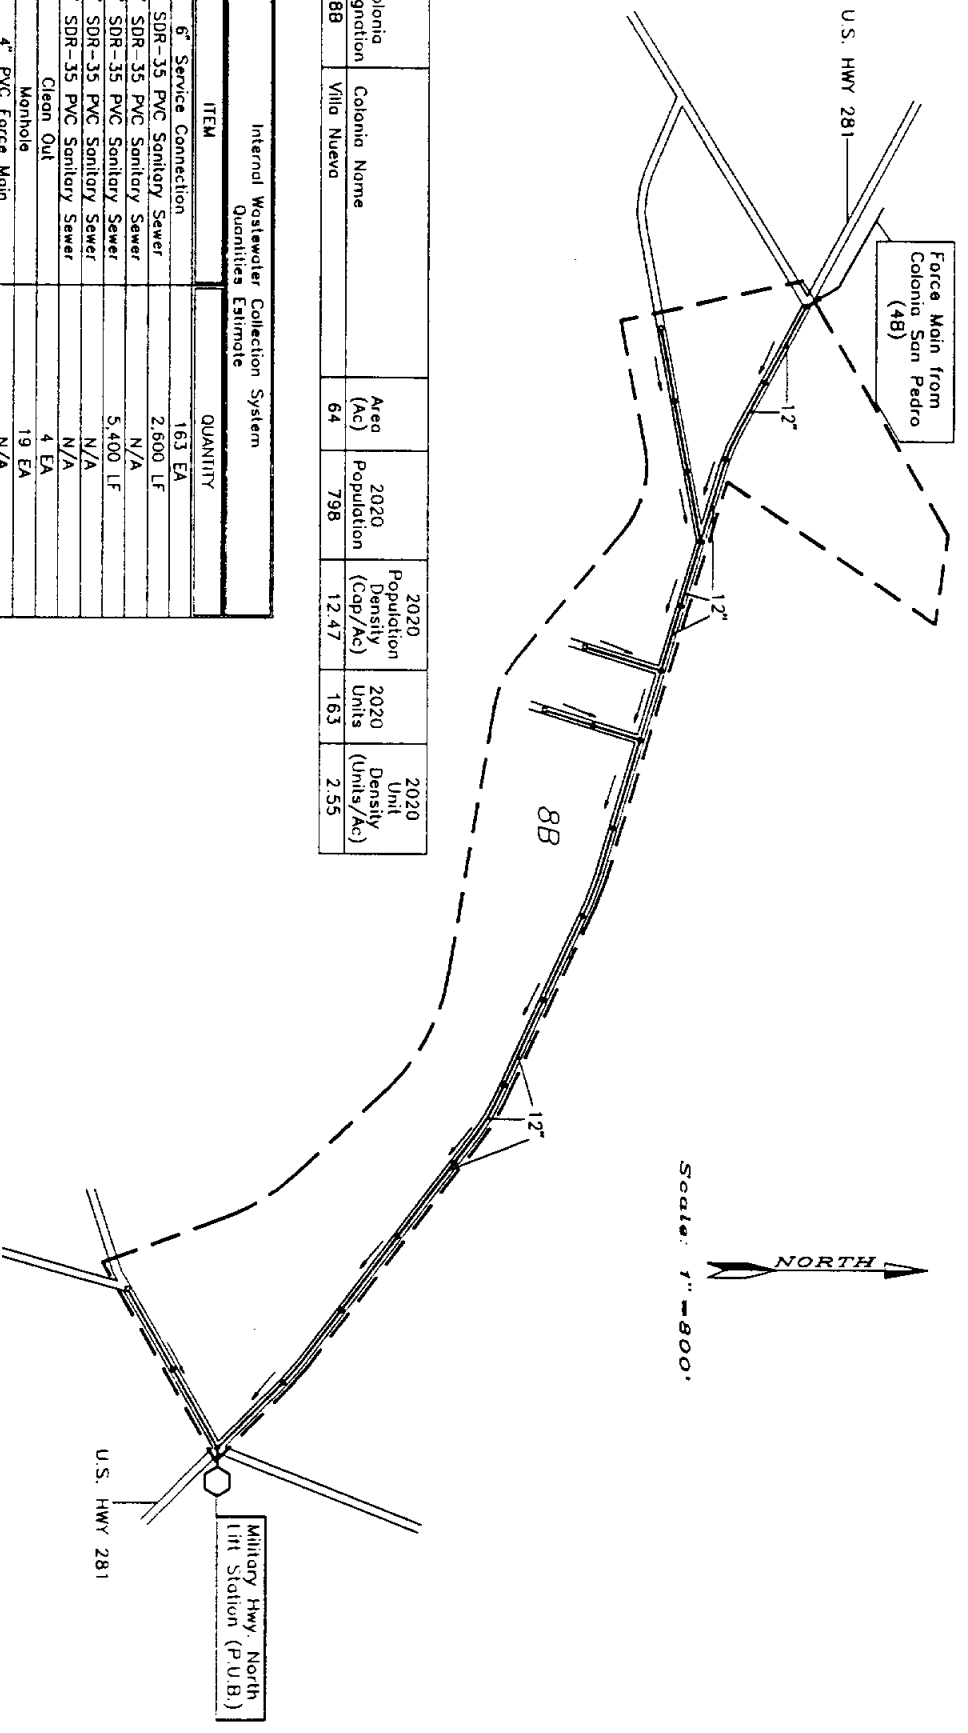 Force Main from
Colonia San Pedro
(4B)
U.S. HWY 281
12"
12"
12"
8B
NORTH
Scale: 1"=800'
U.S. HWY 281
Military Hwy. North
Lift Station (P.U.B.)
Colonia Name
Area
(Ac)
2020
Population
2020
Population
Density
(Cap/Ac)
2020
Units
2020
Unit
Density
(Units/Ac)
8B Villa Nueva 64 798 12.47 163 2.55
Internal Wastewater Collection System
Quantities Estimate
ITEM QUANTITY
6" Service Connection 163 EA
SDR-35 PVC Sanitary Sewer 2,600 LF
SDR-35 PVC Sanitary Sewer N/A
SDR-35 PVC Sanitary Sewer 5,400 LF
SDR-35 PVC Sanitary Sewer N/A
SDR-35 PVC Sanitary Sewer N/A
Clean Out 4 EA
Manhole 19 EA
4" PVC Force Main N/A